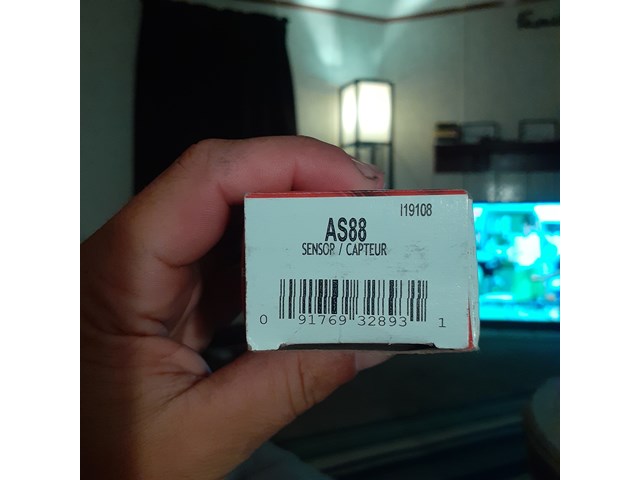 I19108
AS88
SENSOR / CAPTEUR
0 91769 32893 1